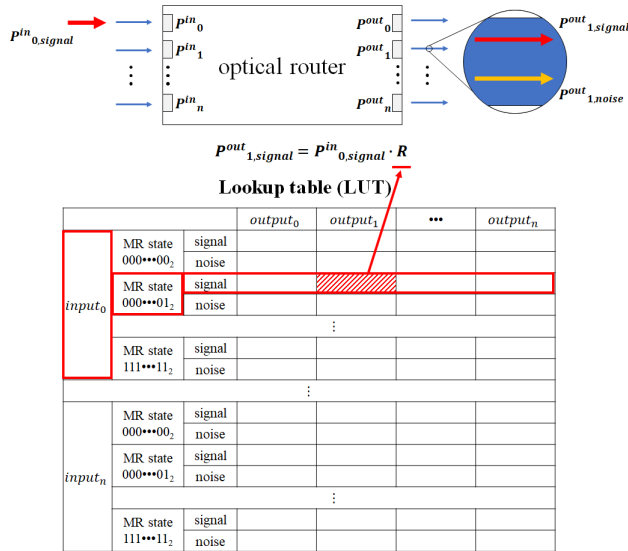 P^in_0,signal
P^in_0
P^in_1
⋮
⋮
P^in_n
optical router
P^out_0
P^out_1
⋮
⋮
P^out_n
P^out_1,signal
P^out_1,noise
P^out_1,signal = P^in_0,signal · R
Lookup table (LUT)
output_0 output_1 ••• output_n
input_0
MR state 000•••00_2
signal
noise
MR state 000•••01_2
signal
noise
⋮
MR state 111•••11_2
signal
noise
⋮
input_n
MR state 000•••00_2
signal
noise
MR state 000•••01_2
signal
noise
⋮
MR state 111•••11_2
signal
noise